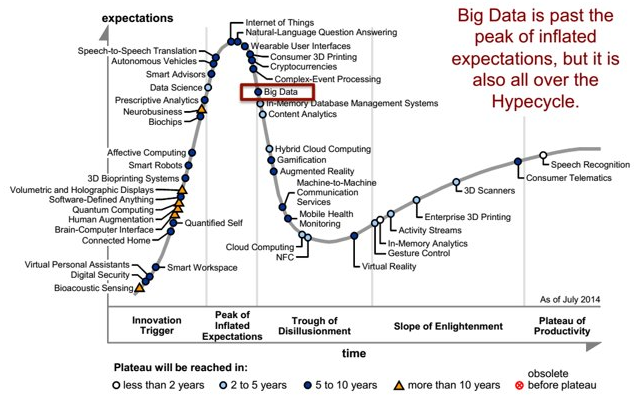 expectations
Big Data is past the
peak of inflated
expectations, but it is
also all over the
Hypecycle.
Internet of Things
Natural-Language Question Answering
Wearable User Interfaces
Consumer 3D Printing
Cryptocurrencies
Complex-Event Processing
Big Data
In-Memory Database Management Systems
Content Analytics
Hybrid Cloud Computing
Gamification
Augmented Reality
Machine-to-Machine
Communication
Services
Mobile Health
Monitoring
Cloud Computing
NFC
Virtual Reality
Speech-to-Speech Translation
Autonomous Vehicles
Smart Advisors
Data Science
Prescriptive Analytics
Neurobusiness
Biochips
Affective Computing
Smart Robots
3D Bioprinting Systems
Volumetric and Holographic Displays
Software-Defined Anything
Quantum Computing
Human Augmentation
Brain-Computer Interface
Connected Home
Quantified Self
Virtual Personal Assistants
Digital Security
Bioacoustic Sensing
Smart Workspace
Speech Recognition
Consumer Telematics
3D Scanners
Enterprise 3D Printing
Activity Streams
In-Memory Analytics
Gesture Control
As of July 2014
Innovation
Trigger
Peak of
Inflated
Expectations
Trough of
Disillusionment
Slope of Enlightenment
Plateau of
Productivity
time
Plateau will be reached in:
less than 2 years
2 to 5 years
5 to 10 years
more than 10 years
obsolete
before plateau